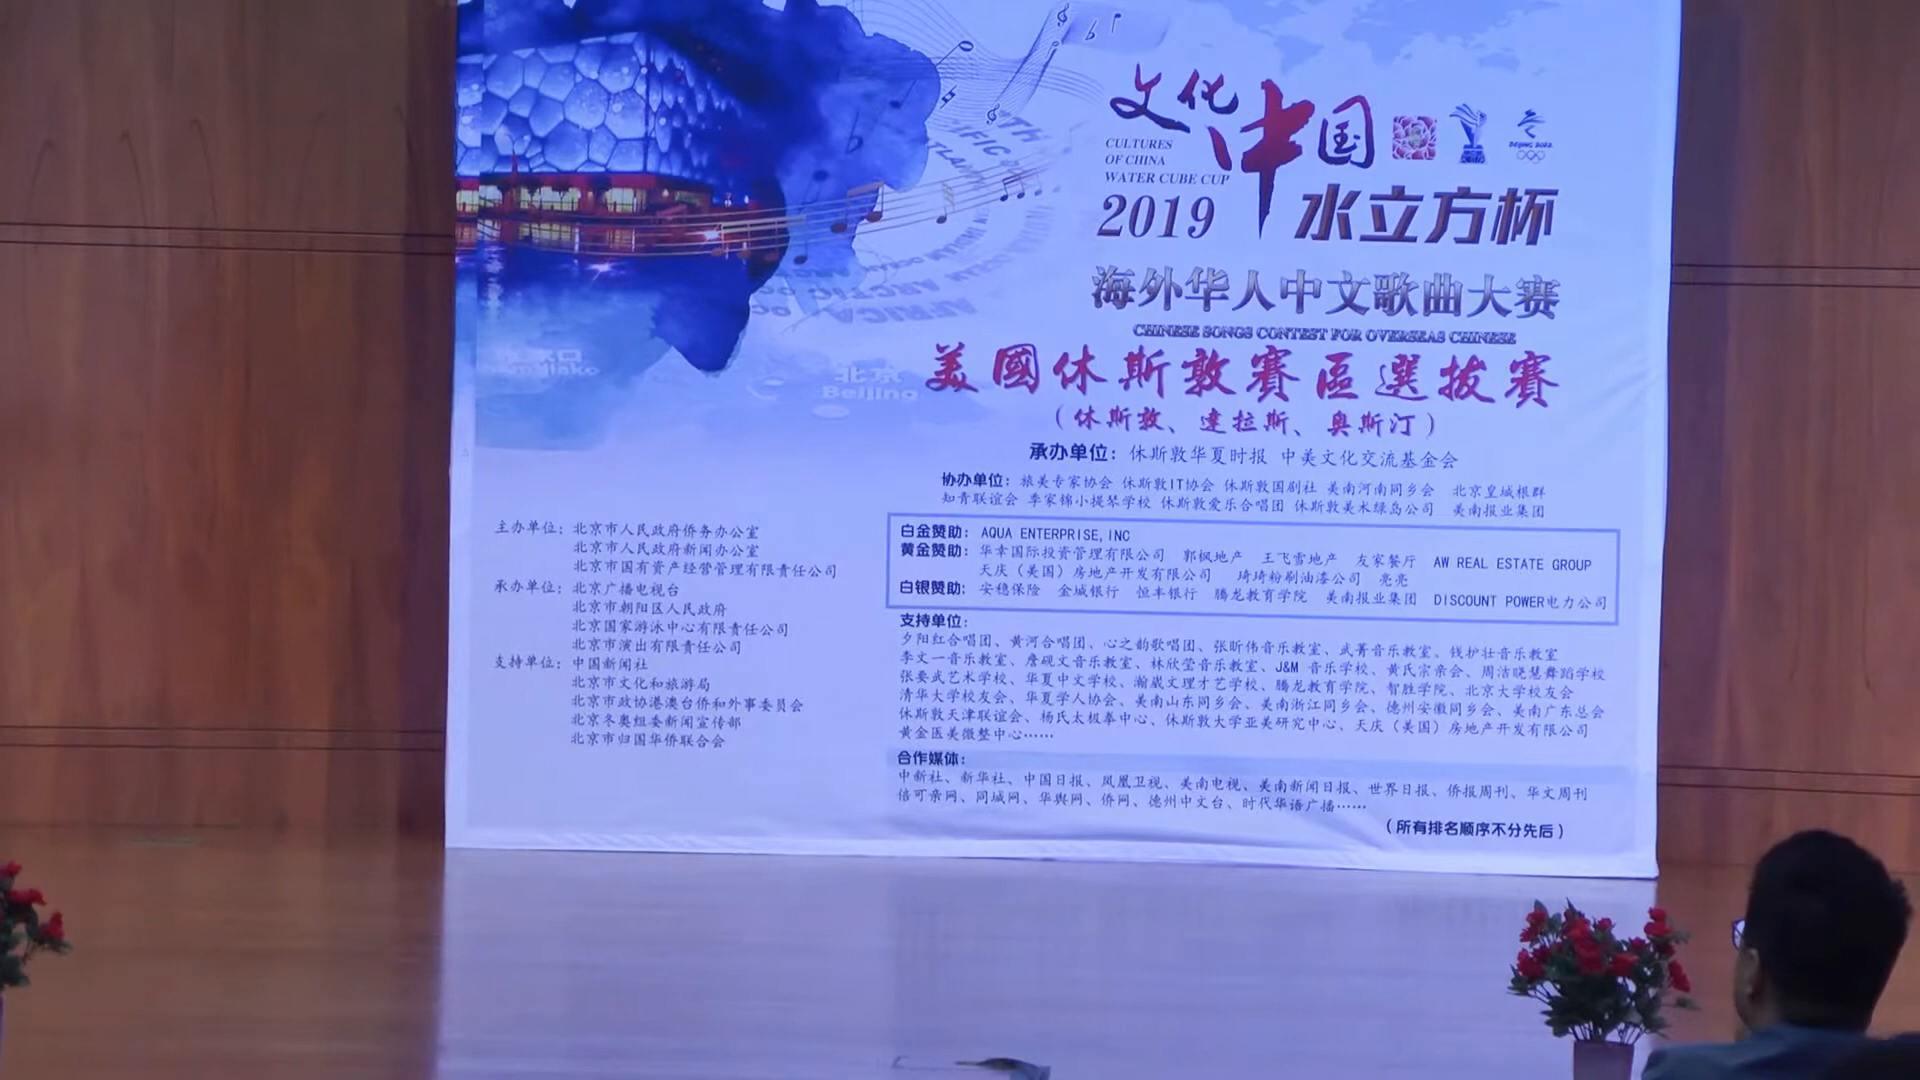 文化中国
CULTURES
OF CHINA
WATER CUBE CUP
BEIJING 2022
2019 水立方杯
海外华人中文歌曲大赛
CHINESE SONGS CONTEST FOR OVERSEAS CHINESE
美國休斯敦賽區選拔賽
（休斯敦、達拉斯、奥斯汀）
北京
Beijing
承办单位：休斯敦华夏时报 中美文化交流基金会
协办单位：旅美专家协会 休斯敦IT协会 休斯敦国剧社 美南河南同乡会 北京皇城根群
知青联谊会 季家锦小提琴学校 休斯敦爱乐合唱团 休斯敦美术绿岛公司 美南报业集团
主办单位：北京市人民政府侨务办公室
北京市人民政府新闻办公室
北京市国有资产经营管理有限责任公司
承办单位：北京广播电视台
北京市朝阳区人民政府
北京国家游泳中心有限责任公司
北京市演出有限责任公司
支持单位：中国新闻社
北京市文化和旅游局
北京市政协港澳台侨和外事委员会
北京冬奥组委新闻宣传部
北京市归国华侨联合会
白金赞助：AQUA ENTERPRISE,INC
黄金赞助：华幸国际投资管理有限公司 郭枫地产 王飞雪地产 友家餐厅 AW REAL ESTATE GROUP
天庆（美国）房地产开发有限公司 琦琦粉刷油漆公司 亮亮
白银赞助：安稳保险 金城银行 恒丰银行 腾龙教育学院 美南报业集团 DISCOUNT POWER电力公司
支持单位：
夕阳红合唱团、黄河合唱团、心之韵歌唱团、张昕伟音乐教室、武菁音乐教室、钱护壮音乐教室
李文一音乐教室、詹砚文音乐教室、林欣莹音乐教室、J&M 音乐学校、黄氏宗亲会、周洁晓慧舞蹈学校
张要武艺术学校、华夏中文学校、瀚崴文理才艺学校、腾龙教育学院、智胜学院、北京大学校友会
清华大学校友会、华夏学人协会、美南山东同乡会、美南浙江同乡会、德州安徽同乡会、美南广东总会
休斯敦天津联谊会、杨氏太极拳中心、休斯敦大学亚美研究中心、天庆（美国）房地产开发有限公司
黄金医美微整中心……
合作媒体：
中新社、新华社、中国日报、凤凰卫视、美南电视、美南新闻日报、世界日报、侨报周刊、华文周刊
倍可亲网、同城网、华舆网、侨网、德州中文台、时代华语广播……
（所有排名顺序不分先后）